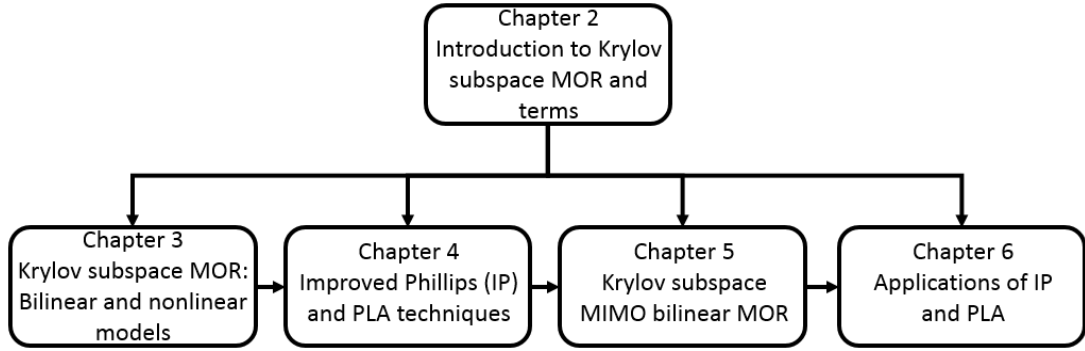 Chapter 2
Introduction to Krylov
subspace MOR and
terms
Chapter 3
Krylov subspace MOR:
Bilinear and nonlinear
models
Chapter 4
Improved Phillips (IP)
and PLA techniques
Chapter 5
Krylov subspace
MIMO bilinear MOR
Chapter 6
Applications of IP
and PLA